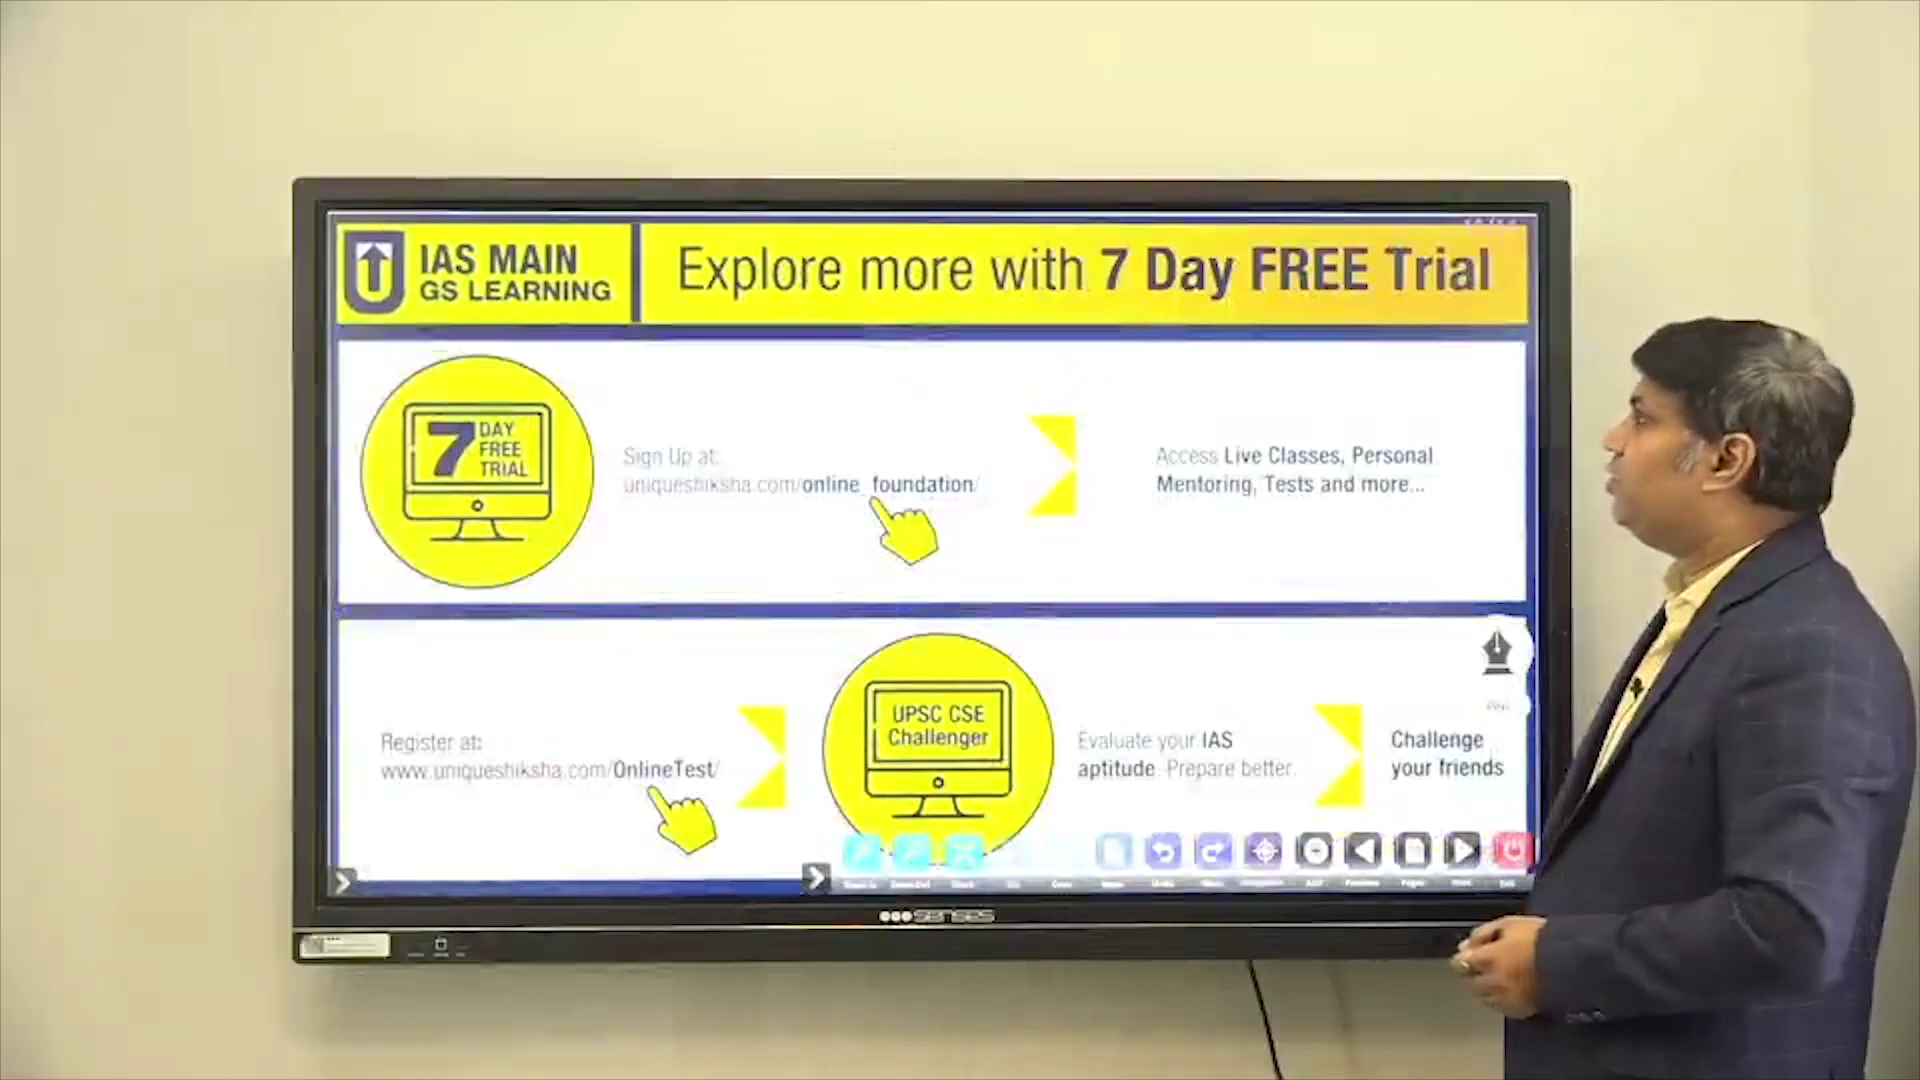 IAS MAIN
GS LEARNING
Explore more with 7 Day FREE Trial
7 DAY
FREE
TRIAL
Sign Up at:
uniqueshiksha.com/online_foundation/
Access Live Classes, Personal
Mentoring, Tests and more...
Register at:
www.uniqueshiksha.com/OnlineTest/
UPSC CSE
Challenger
Evaluate your IAS
aptitude. Prepare better.
Challenge
your friends
Pen
senses